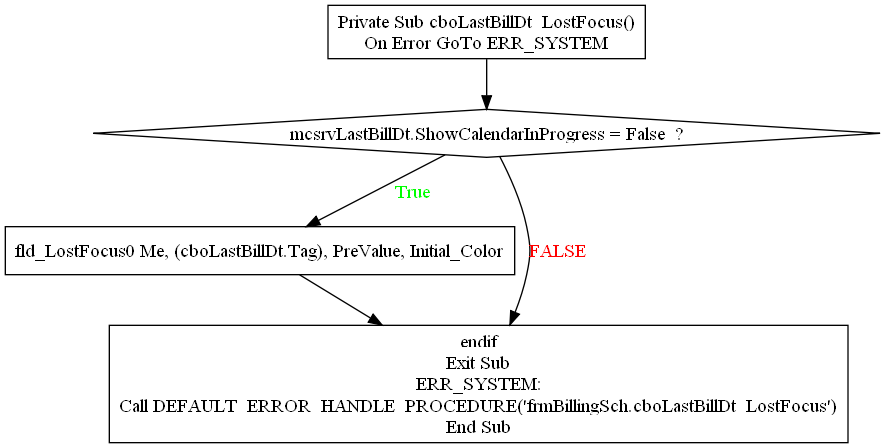 Private Sub cboLastBillDt  LostFocus()
On Error GoTo ERR_SYSTEM
mcsrvLastBillDt.ShowCalendarInProgress = False  ?
True
fld_LostFocus0 Me, (cboLastBillDt.Tag), PreValue, Initial_Color
FALSE
endif
Exit Sub
ERR_SYSTEM:
Call DEFAULT  ERROR  HANDLE  PROCEDURE('frmBillingSch.cboLastBillDt  LostFocus')
End Sub